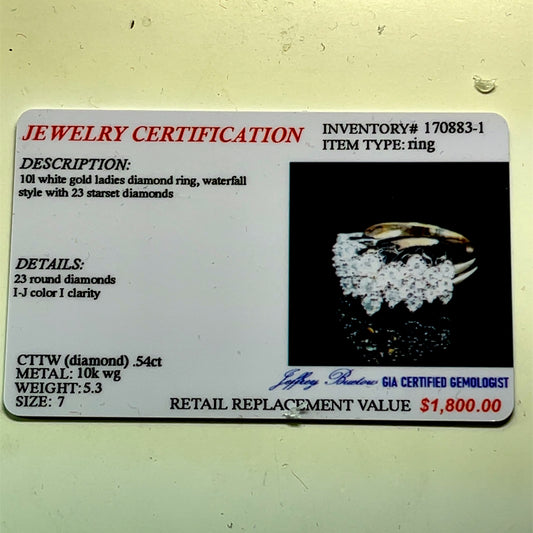 JEWELRY CERTIFICATION
INVENTORY# 170883-1
ITEM TYPE: ring
DESCRIPTION:
10l white gold ladies diamond ring, waterfall
style with 23 starset diamonds
DETAILS:
23 round diamonds
I-J color I clarity
CTTW (diamond) .54ct
METAL: 10k wg
WEIGHT: 5.3
SIZE: 7
Jeffrey GIA CERTIFIED GEMOLOGIST
RETAIL REPLACEMENT VALUE $1,800.00